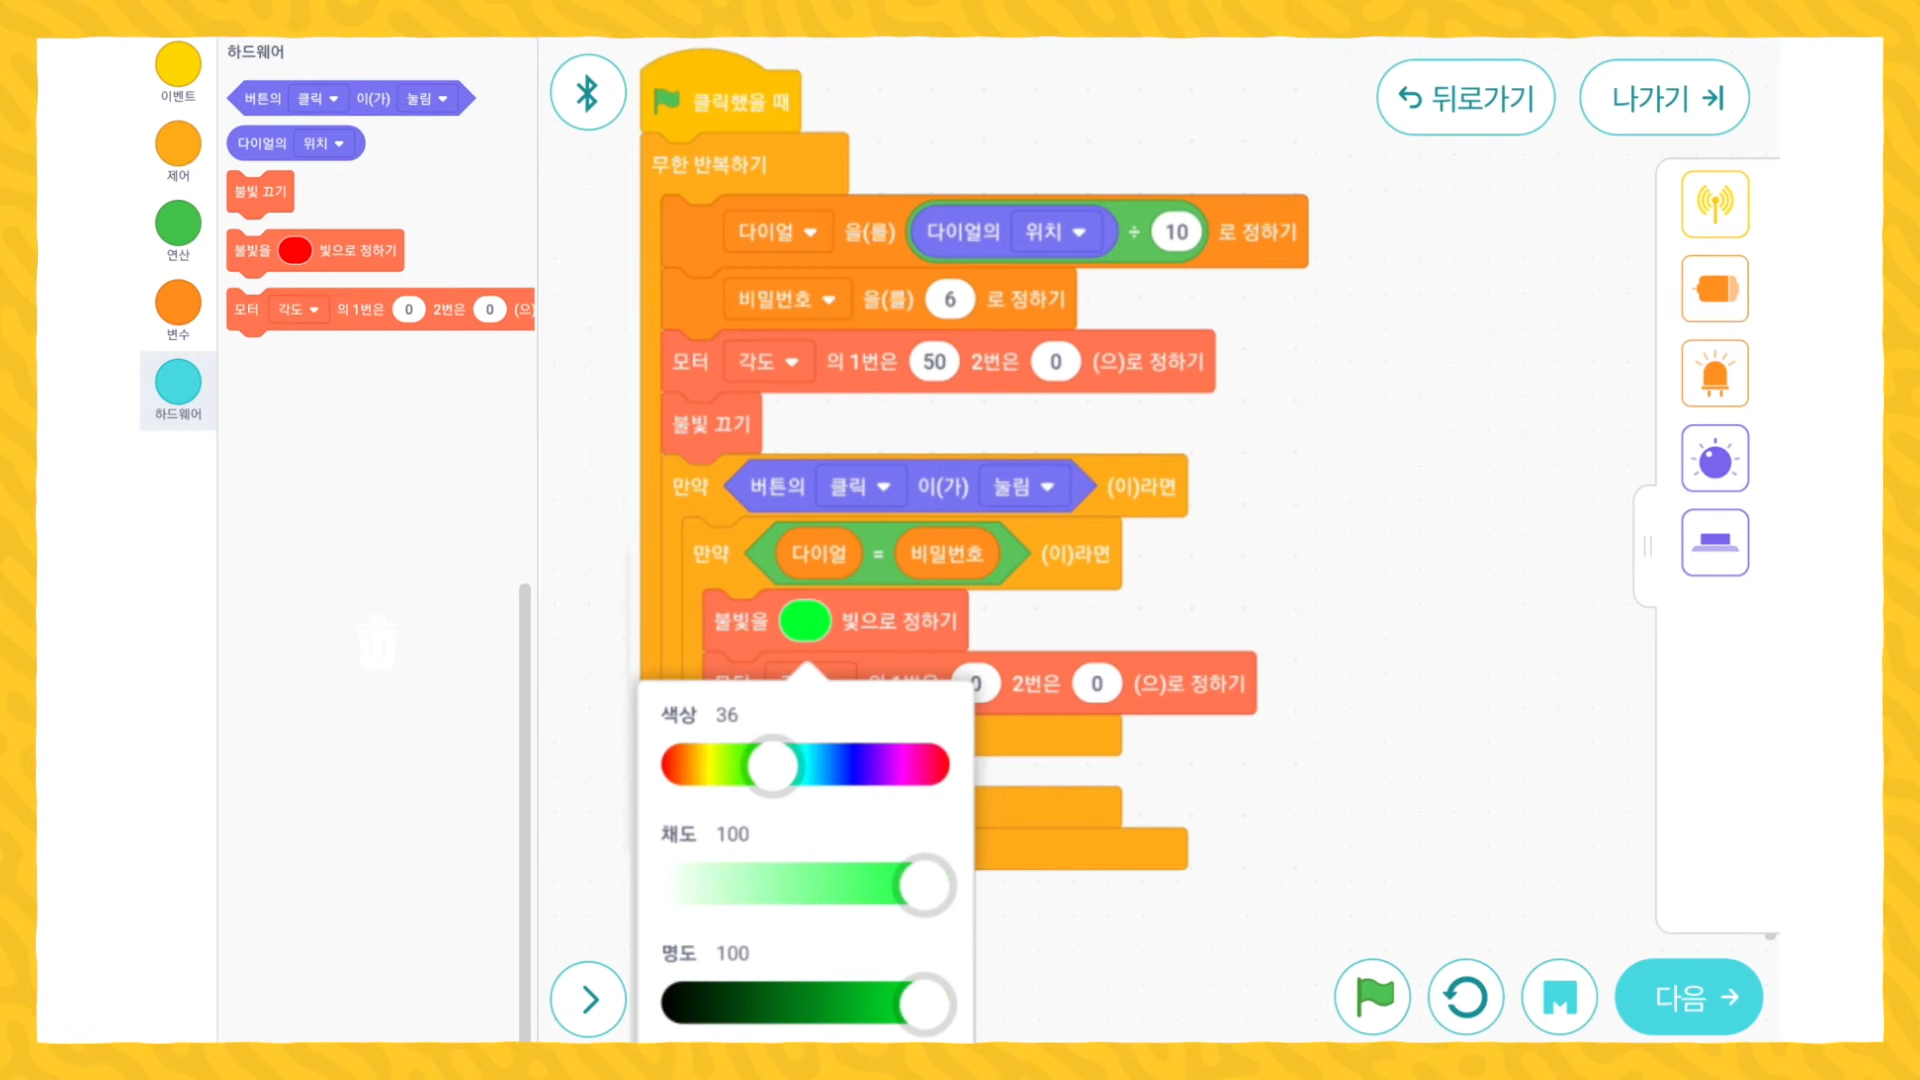 이벤트
제어
연산
변수
하드웨어
하드웨어
버튼의 클릭 이(가) 눌림
다이얼의 위치
불빛 끄기
불빛을 빛으로 정하기
모터 각도 의 1번은 0 2번은 0 (으)
클릭했을 때
무한 반복하기
다이얼 을(를) 다이얼의 위치 ÷ 10 로 정하기
비밀번호 을(를) 6 로 정하기
모터 각도 의 1번은 50 2번은 0 (으)로 정하기
불빛 끄기
만약 버튼의 클릭 이(가) 눌림 (이)라면
만약 다이얼 = 비밀번호 (이)라면
불빛을 빛으로 정하기
0 2번은 0 (으)로 정하기
색상 36
채도 100
명도 100
뒤로가기
나가기
다음